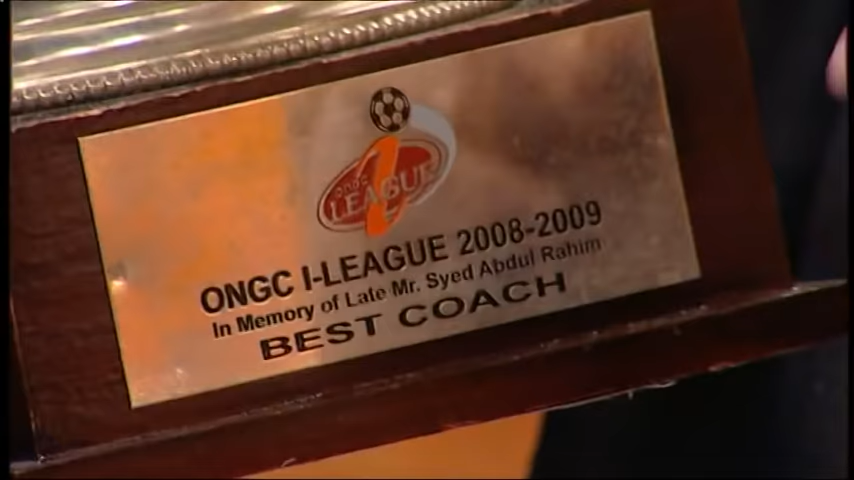 ONGC
LEAGUE
ONGC I-LEAGUE 2008-2009
In Memory of Late Mr. Syed Abdul Rahim
BEST COACH